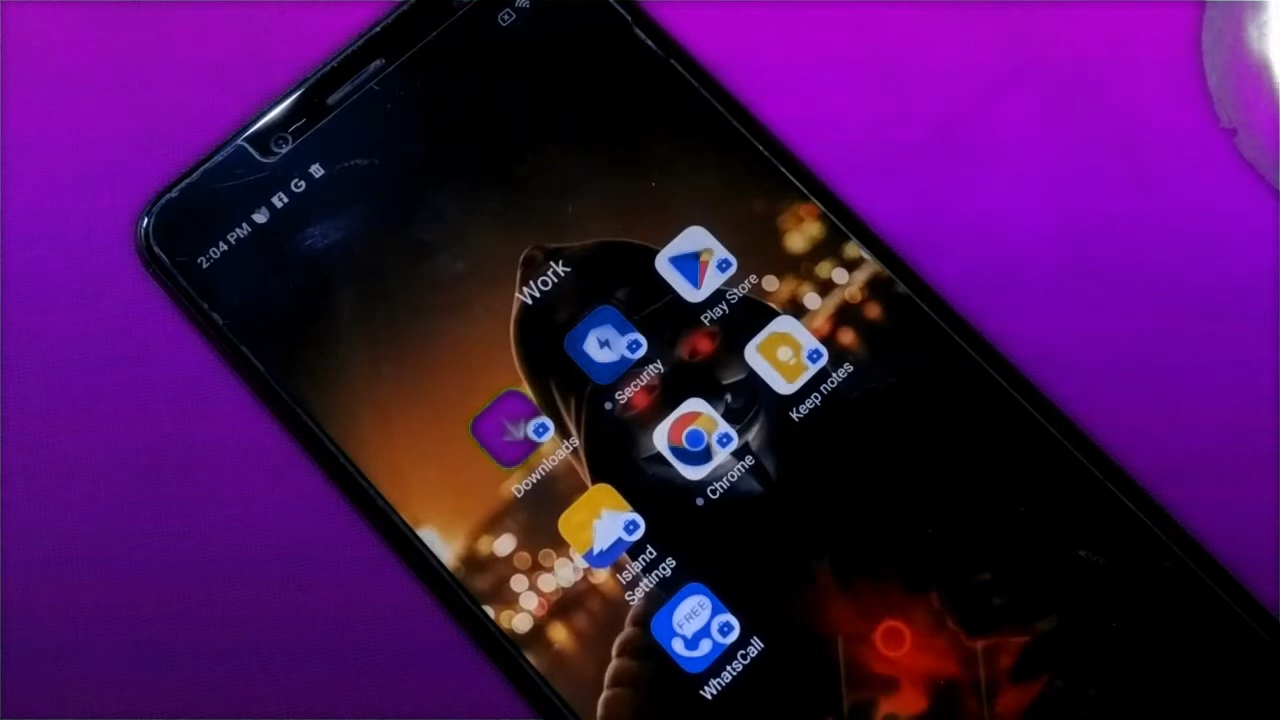 2:04 PM
Work
Downloads
Security
Play Store
Island
Settings
Chrome
Keep notes
FREE
WhatsCall